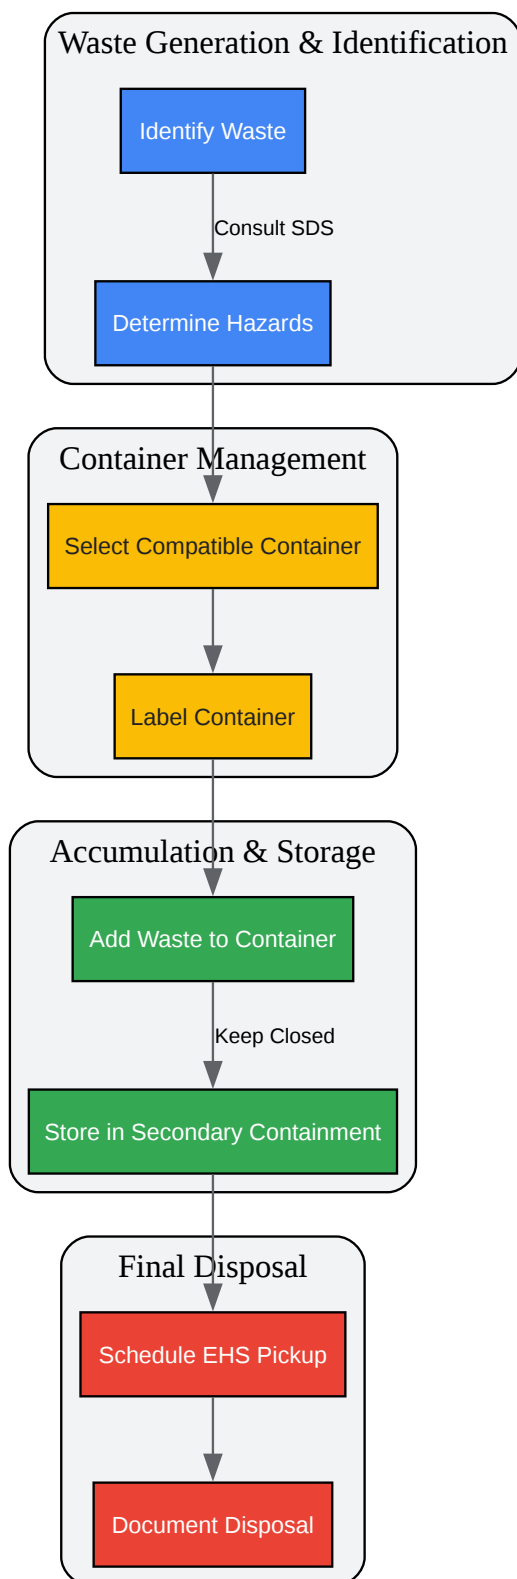 Waste Generation & Identification
Identify Waste
Consult SDS
Determine Hazards
Container Management
Select Compatible Container
Label Container
Accumulation & Storage
Add Waste to Container
Keep Closed
Store in Secondary Containment
Final Disposal
Schedule EHS Pickup
Document Disposal